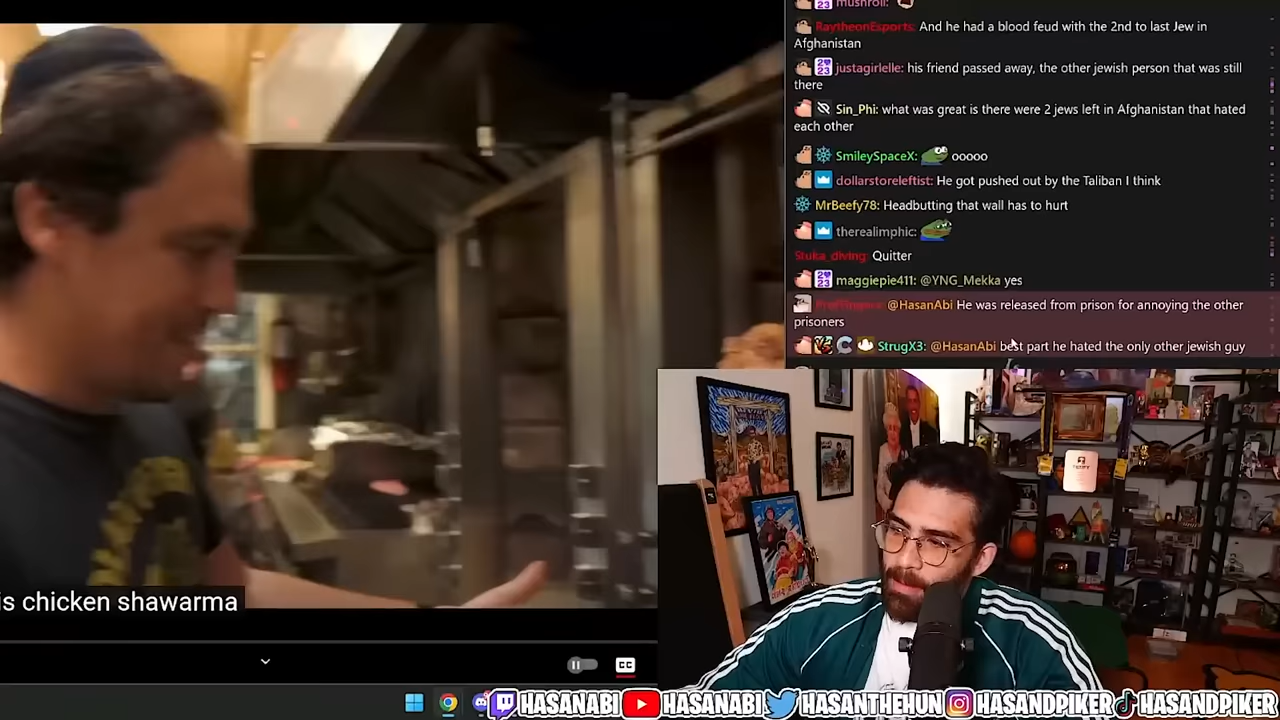 mushroli:
RaytheonEsports: And he had a blood feud with the 2nd to last Jew in
Afghanistan
justagirlelle: his friend passed away, the other jewish person that was still
there
Sin_Phi: what was great is there were 2 jews left in Afghanistan that hated
each other
SmileySpaceX: ooooo
dollarstoreleftist: He got pushed out by the Taliban I think
MrBeefy78: Headbutting that wall has to hurt
therealimphic:
Stuka_diving: Quitter
maggiepie411: @YNG_Mekka yes
@HasanAbi He was released from prison for annoying the other
prisoners
StrugX3: @HasanAbi best part he hated the only other jewish guy
is chicken shawarma
CC
HASANABI HASANABI HASANTHEHUN HASANDPIKER HASANDPIKER